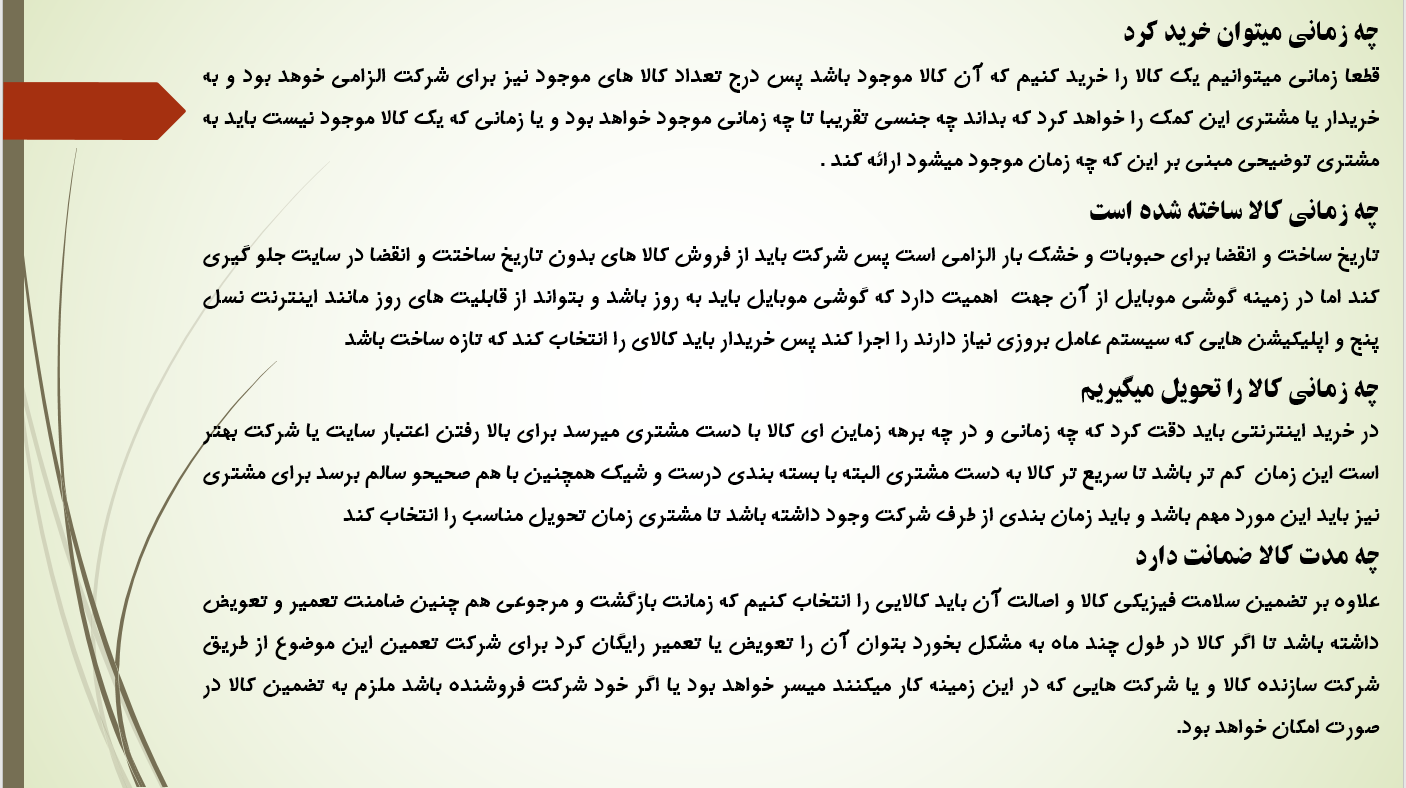 چه زمانی میتوان خرید کرد
قطعا زمانی میتوانیم یک کالا را خرید کنیم که آن کالا موجود باشد پس درج تعداد کالا های موجود نیز برای شرکت الزامی خوهد بود و به
خریدار یا مشتری این کمک را خواهد کرد که بداند چه جنسی تقریبا تا چه زمانی موجود خواهد بود و یا زمانی که یک کالا موجود نیست باید به
مشتری توضیحی مبنی بر این که چه زمان موجود میشود ارائه کند .
چه زمانی کالا ساخته شده است
تاریخ ساخت و انقضا برای حبوبات و خشک بار الزامی است پس شرکت باید از فروش کالا های بدون تاریخ ساختت و انقضا در سایت جلو گیری
کند اما در زمینه گوشی موبایل از آن جهت اهمیت دارد که گوشی موبایل باید به روز باشد و بتواند از قابلیت های روز مانند اینترنت نسل
پنج و اپلیکیشن هایی که سیستم عامل بروزی نیاز دارند را اجرا کند پس خریدار باید کالای را انتخاب کند که تازه ساخت باشد
چه زمانی کالا را تحویل میگیریم
در خرید اینترنتی باید دقت کرد که چه زمانی و در چه برهه زماین ای کالا با دست مشتری میرسد برای بالا رفتن اعتبار سایت یا شرکت بهتر
است این زمان کم تر باشد تا سریع تر کالا به دست مشتری البته با بسته بندی درست و شیک همچنین با هم صحیحو سالم برسد برای مشتری
نیز باید این مورد مهم باشد و باید زمان بندی از طرف شرکت وجود داشته باشد تا مشتری زمان تحویل مناسب را انتخاب کند
چه مدت کالا ضمانت دارد
علاوه بر تضمین سلامت فیزیکی کالا و اصالت آن باید کالایی را انتخاب کنیم که زمانت بازگشت و مرجوعی هم چنین ضامنت تعمیر و تعویض
داشته باشد تا اگر کالا در طول چند ماه به مشکل بخورد بتوان آن را تعویض یا تعمیر رایگان کرد برای شرکت تعمین این موضوع از طریق
شرکت سازنده کالا و یا شرکت هایی که در این زمینه کار میکنند میسر خواهد بود یا اگر خود شرکت فروشنده باشد ملزم به تضمین کالا در
صورت امکان خواهد بود.